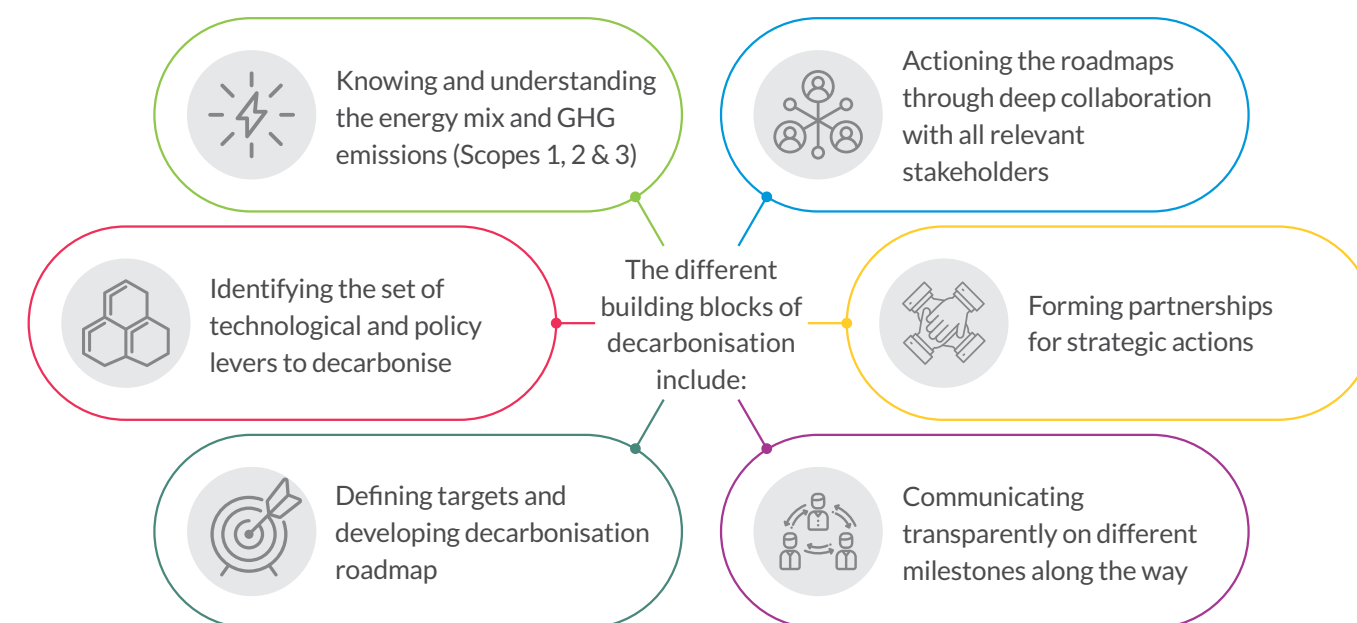 Knowing and understanding
the energy mix and GHG
emissions (Scopes 1, 2 & 3)
Actioning the roadmaps
through deep collaboration
with all relevant
stakeholders
Identifying the set of
technological and policy
levers to decarbonise
The different
building blocks of
decarbonisation
include:
Forming partnerships
for strategic actions
Defining targets and
developing decarbonisation
roadmap
Communicating
transparently on different
milestones along the way